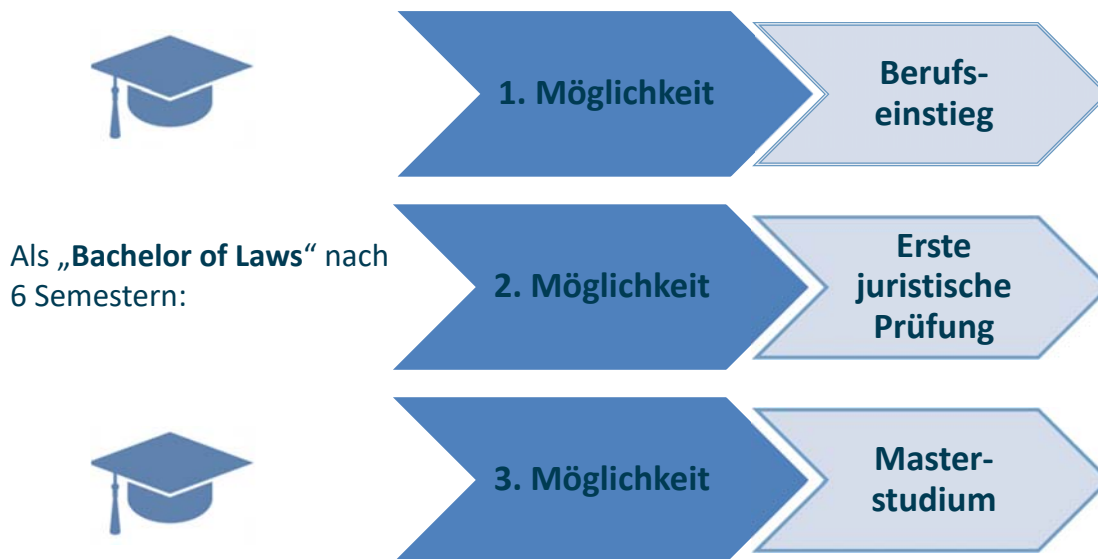 1. Möglichkeit
Berufs-
einstieg
Als „Bachelor of Laws“ nach
6 Semestern:
2. Möglichkeit
Erste
juristische
Prüfung
3. Möglichkeit
Master-
studium